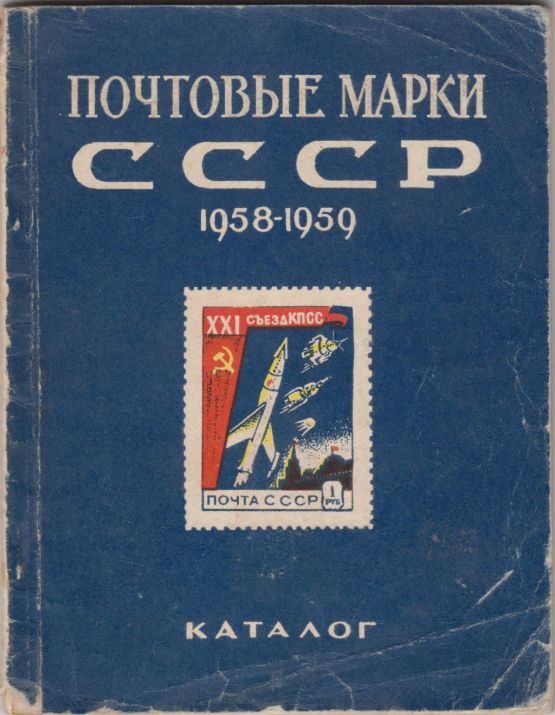 ПОЧТОВЫЕ МАРКИ
СССР
1958-1959
XXI СЪЕЗД КПСС
ПОЧТА СССР
1 РУБ
КАТАЛОГ